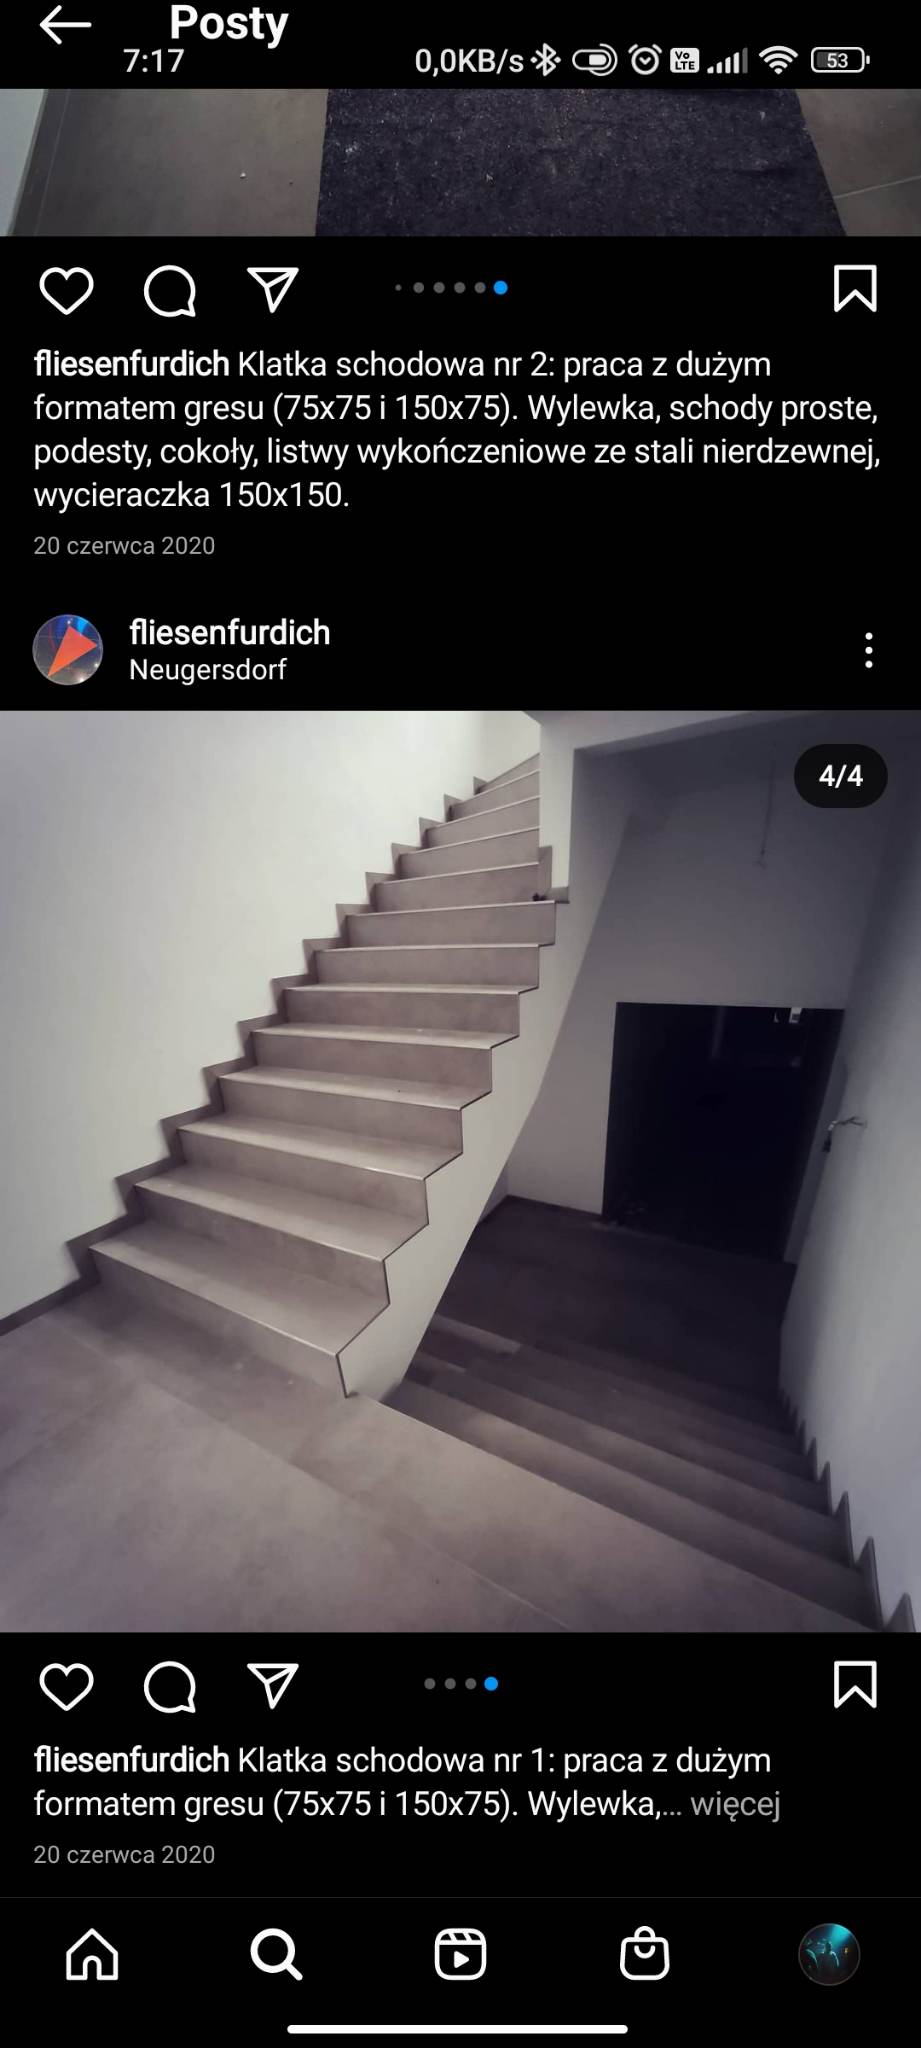 Posty
7:17
0,0KB/s
Vo
LTE
53
fliesenfurdich Klatka schodowa nr 2: praca z dużym
formatem gresu (75x75 i 150x75). Wylewka, schody proste,
podesty, cokoły, listwy wykończeniowe ze stali nierdzewnej,
wycieraczka 150x150.
20 czerwca 2020
fliesenfurdich
Neugersdorf
4/4
fliesenfurdich Klatka schodowa nr 1: praca z dużym
formatem gresu (75x75 i 150x75). Wylewka,... więcej
20 czerwca 2020